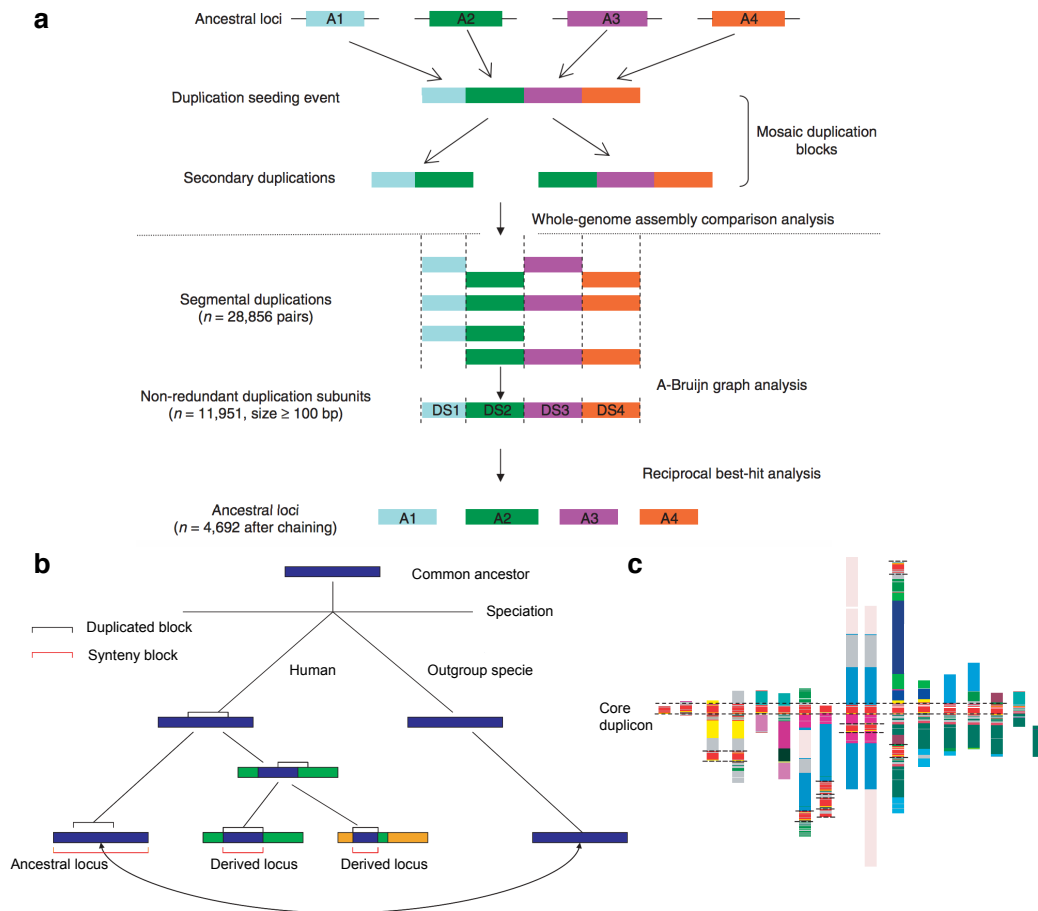 a
Ancestral loci
A1 A2 A3 A4
Duplication seeding event
Mosaic duplication
blocks
Secondary duplications
Whole-genome assembly comparison analysis
Segmental duplications
(n = 28,856 pairs)
A-Bruijn graph analysis
Non-redundant duplication subunits
(n = 11,951, size ≥ 100 bp)
DS1 DS2 DS3 DS4
Reciprocal best-hit analysis
Ancestral loci
(n = 4,692 after chaining)
A1 A2 A3 A4
b
Common ancestor
Speciation
Duplicated block
Synteny block
Human
Outgroup specie
Ancestral locus
Derived locus
Derived locus
c
Core
duplicon